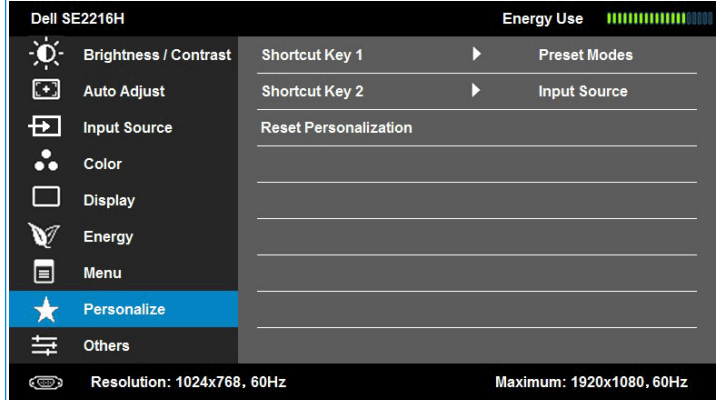 Dell SE2216H Energy Use
Brightness / Contrast Shortcut Key 1 Preset Modes
Auto Adjust Shortcut Key 2 Input Source
Input Source Reset Personalization
Color
Display
Energy
Menu
Personalize
Others
Resolution: 1024x768, 60Hz Maximum: 1920x1080, 60Hz